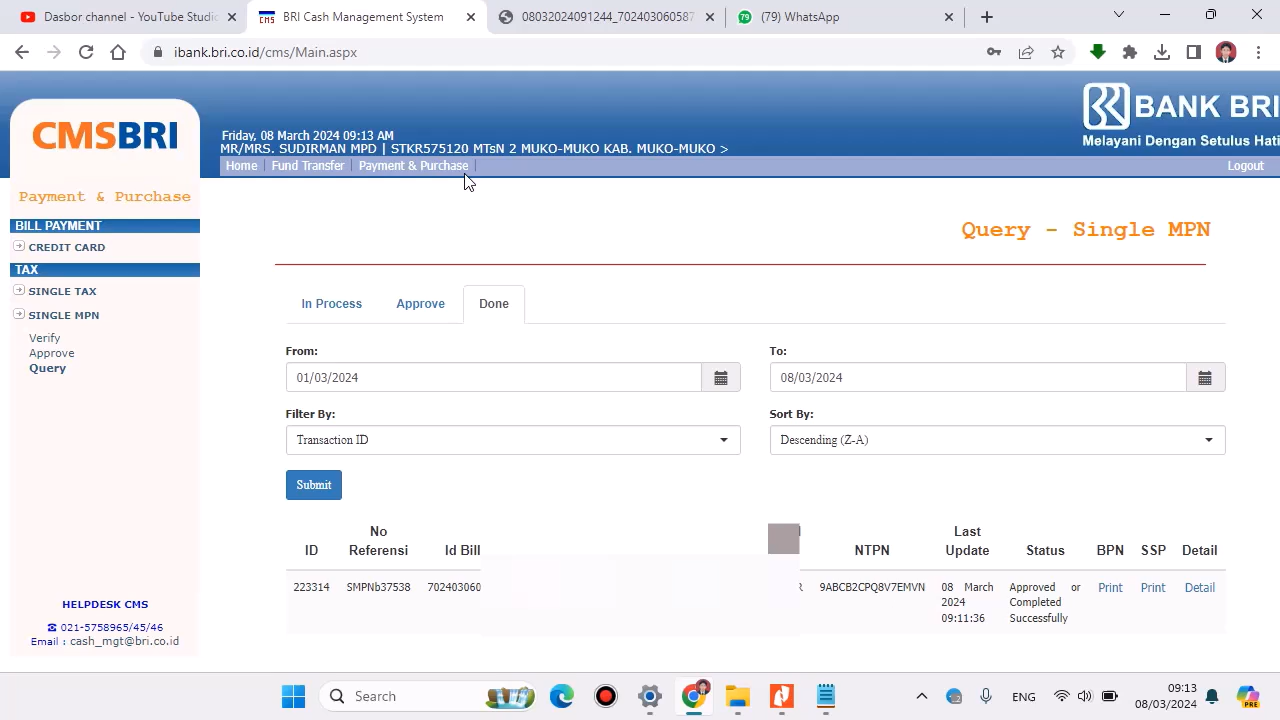 Dasbor channel - YouTube Studio
BRI Cash Management System
08032024091244_702403060587
(79) WhatsApp
ibank.bri.co.id/cms/Main.aspx
CMSBRI
Friday, 08 March 2024 09:13 AM
MR/MRS. SUDIRMAN MPD | STKR575120 MTsN 2 MUKO-MUKO KAB. MUKO-MUKO >
BANK BRI
Melayani Dengan Setulus Hati
Home
Fund Transfer
Payment & Purchase
Logout
Payment & Purchase
BILL PAYMENT
CREDIT CARD
TAX
SINGLE TAX
SINGLE MPN
Verify
Approve
Query
HELPDESK CMS
021-5758965/45/46
Email : cash_mgt@bri.co.id
Query - Single MPN
In Process
Approve
Done
From:
To:
01/03/2024
08/03/2024
Filter By:
Sort By:
Transaction ID
Descending (Z-A)
Submit
ID
No Referensi
Id Bill
NTPN
Last Update
Status
BPN
SSP
Detail
223314
SMPNb37538
702403060
9ABCB2CPQ8V7EMVN
08 March
2024
09:11:36
Approved or
Completed
Successfully
Print
Print
Detail
Search
ENG
09:13
08/03/2024
PRE